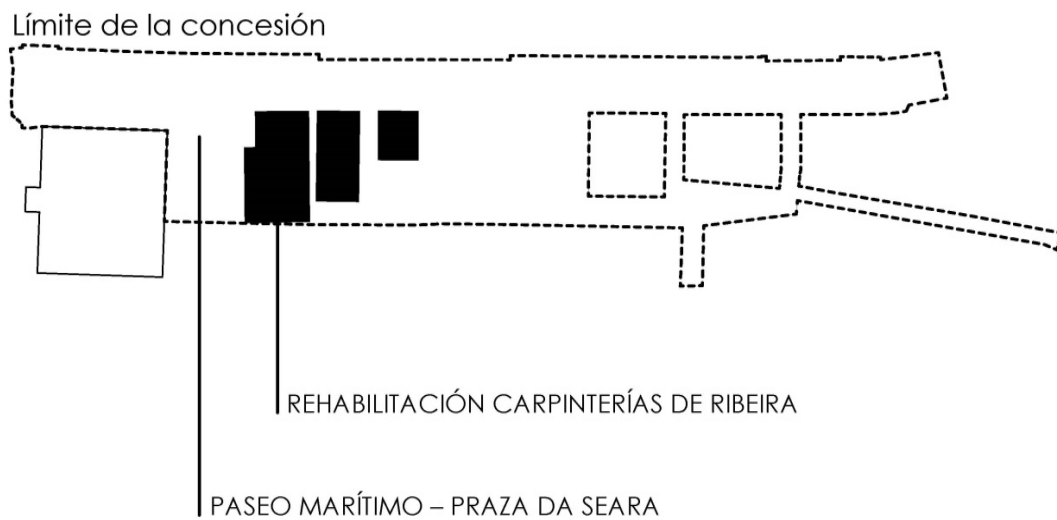 Límite de la concesión
REHABILITACIÓN CARPINTERÍAS DE RIBEIRA
PASEO MARÍTIMO – PRAZA DA SEARA